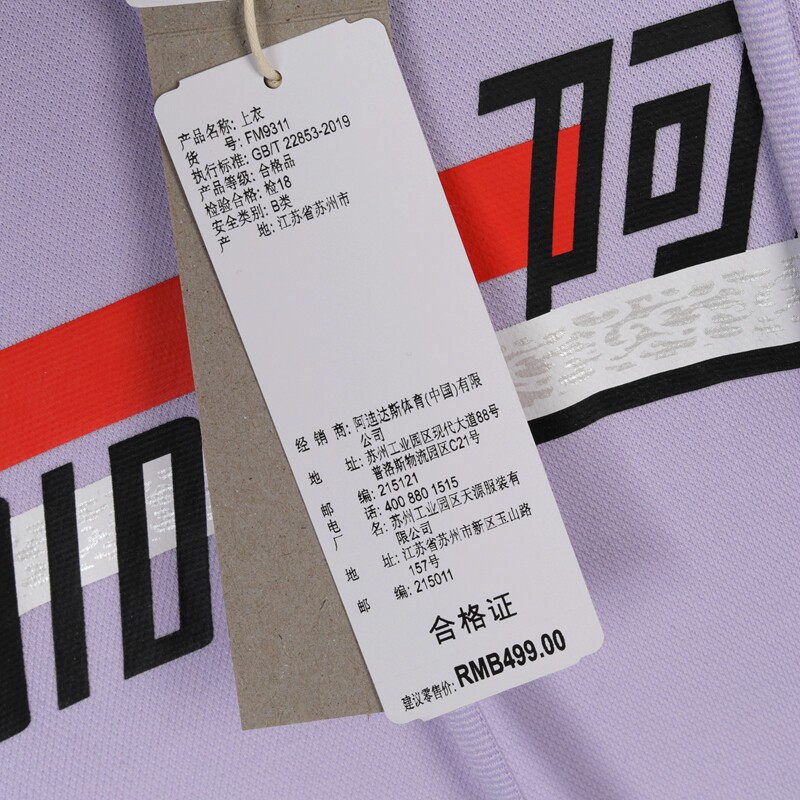 产品名称: 上衣
货 号: FM9311
执行标准: GB/T 22853-2019
产品等级: 合格品
检验合格: 检18
安全类别: B类
产 地: 江苏省苏州市
经 销 商: 阿迪达斯体育(中国)有限
公司
地 址: 苏州工业园区现代大道88号
普洛斯物流园区C21号
邮 编: 215121
电 话: 400 880 1515
厂 名: 苏州工业园区天源服装有
限公司
地 址: 江苏省苏州市新区玉山路
157号
邮 编: 215011
合格证
建议零售价: RMB499.00
阿
DID